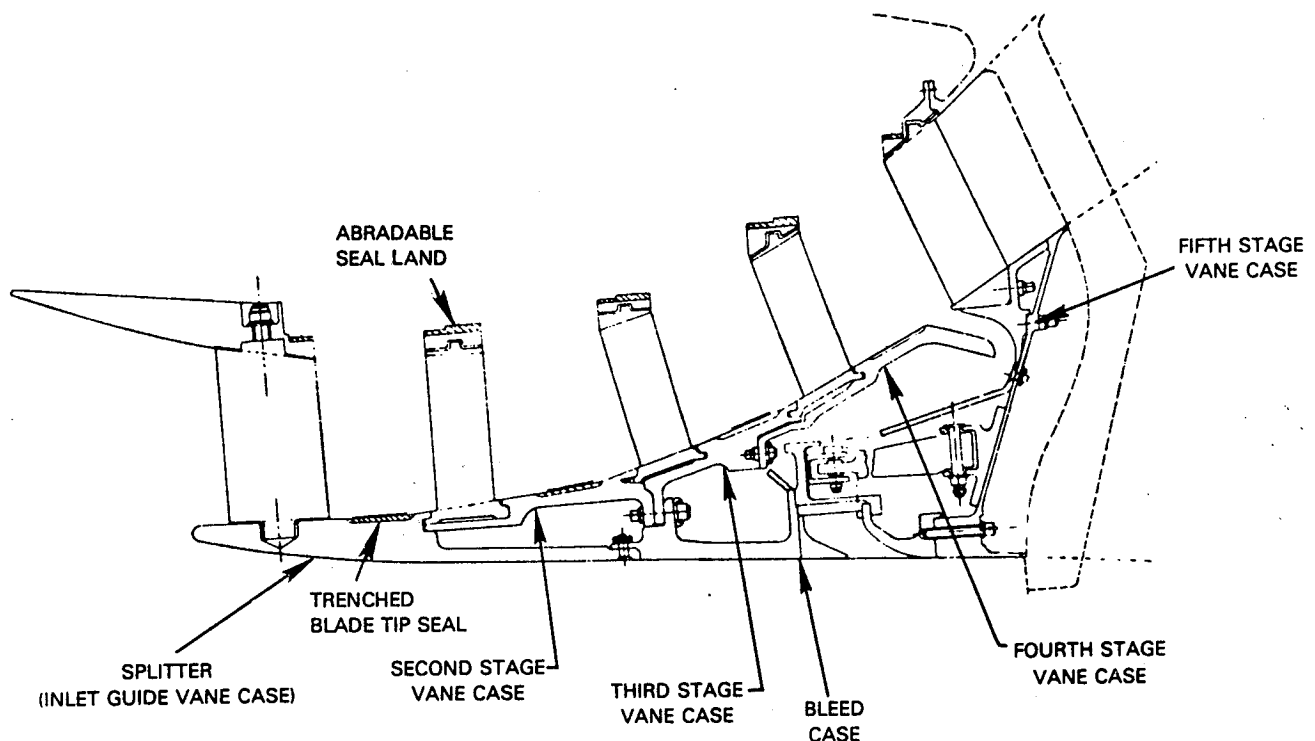 ABRADABLE
SEAL LAND
FIFTH STAGE
VANE CASE
TRENCHED
BLADE TIP SEAL
SPLITTER
(INLET GUIDE VANE CASE)
SECOND STAGE
VANE CASE
THIRD STAGE
VANE CASE
BLEED
CASE
FOURTH STAGE
VANE CASE